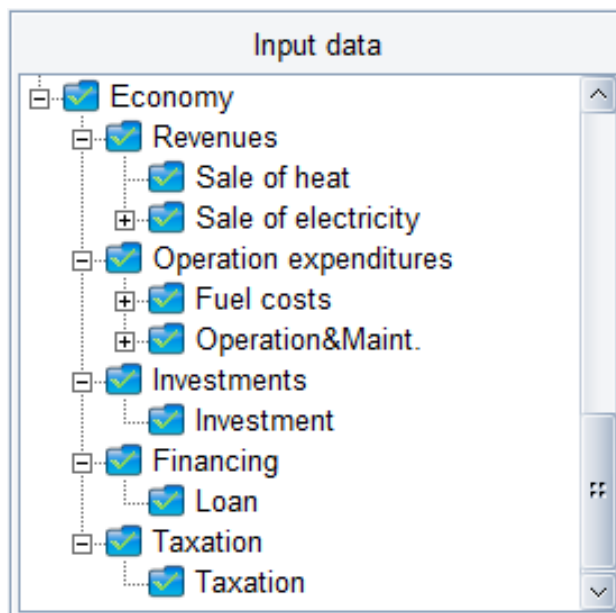 Input data
Economy
Revenues
Sale of heat
Sale of electricity
Operation expenditures
Fuel costs
Operation&Maint.
Investments
Investment
Financing
Loan
Taxation
Taxation